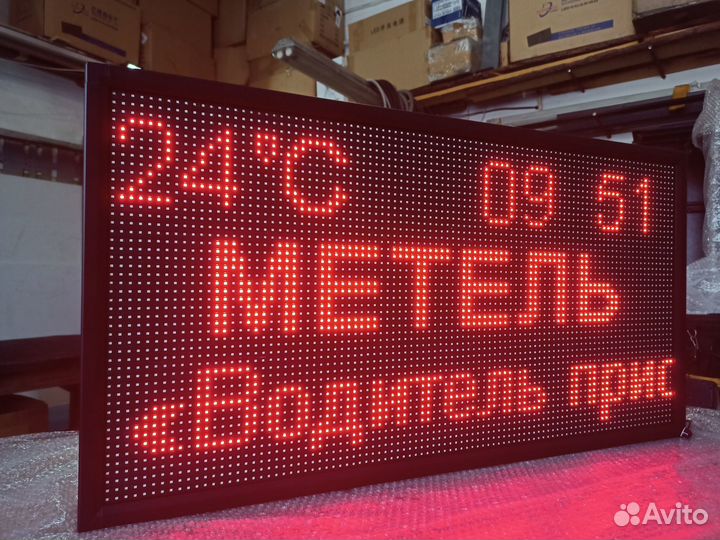 24°C 09 51
МЕТЕЛЬ
«Водитель прис
Avito